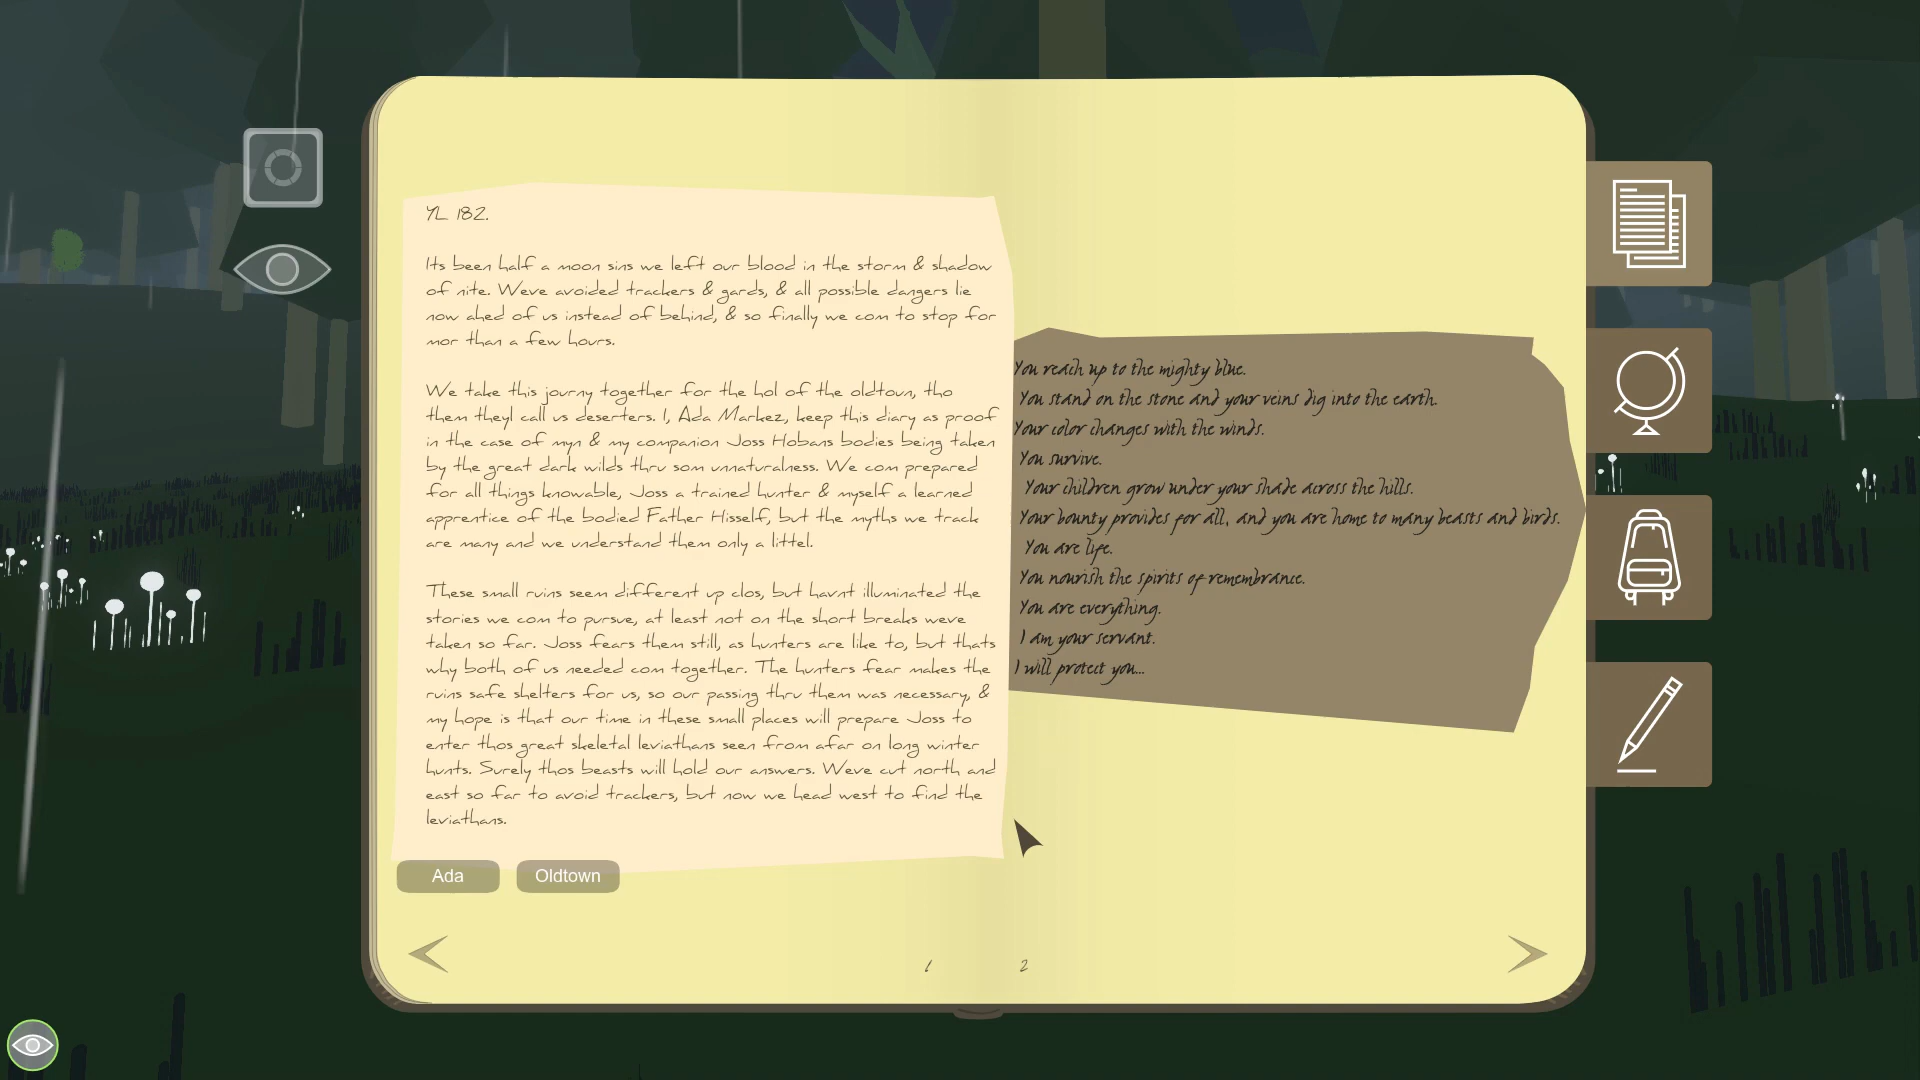 YL 182.
Its been half a moon sins we left our blood in the storm & shadow
of nite. Weve avoided trackers & gards, & all possible dangers lie
now ahed of us instead of behind, & so finally we com to stop for
mor than a few hours.
We take this journy together for the hol of the oldtoun, tho
them theyl call us deserters. I, Ada Markez, keep this diary as proof
in the case of myn & my companion Joss Hobans bodies being taken
by the great dark wilds thru som unnaturalness. We com prepared
for all things knowable, Joss a trained hunter & myself a learned
apprentice of the bodied Father Hisself, but the myths we track
are many and we understand them only a littel.
These small ruins seem different up clos, but havnt illuminated the
stories we com to pursue, at least not on the short breaks weve
taken so far. Joss fears them still, as hunters are like to, but thats
why both of us needed com together. The hunters fear makes the
ruins safe shelters for us, so our passing thru them was necessary, &
my hope is that our time in these small places will prepare Joss to
enter thos great skeletal leviathans seen from afar on long winter
hunts. Surely thos beasts will hold our answers. Weve cut north and
east so far to avoid trackers, but now we head west to find the
leviathans.
Ada
Oldtown
1
You reach up to the mighty blue.
You stand on the stone and your veins dig into the earth.
Your color changes with the winds.
You survive.
Your children grow under your shade across the hills.
Your bounty provides for all, and you are home to many beasts and birds.
You are life.
You nourish the spirits of remembrance.
You are everything.
I am your servant.
I will protect you...
2